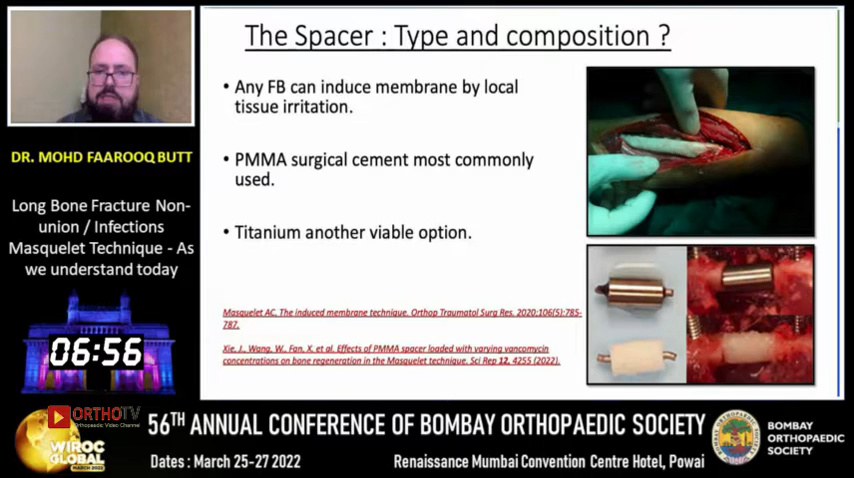 The Spacer : Type and composition ?
• Any FB can induce membrane by local
tissue irritation.
• PMMA surgical cement most commonly
used.
• Titanium another viable option.
Masquelet AC. The induced membrane technique. Orthop Traumatol Surg Res. 2020;106(5):785-
787.
Xie, J., Wang, W., Fan, X. et al. Effects of PMMA spacer loaded with varying vancomycin
concentrations on bone regeneration in the Masquelet technique. Sci Rep 12, 4255 (2022).
DR. MOHD FAAROOQ BUTT
Long Bone Fracture Non-
union / Infections
Masquelet Technique - As
we understand today
06:56
ORTHOTV
Orthopaedic Video Channel
WIROC
GLOBAL
MARCH 2022
56TH ANNUAL CONFERENCE OF BOMBAY ORTHOPAEDIC SOCIETY
Dates : March 25-27 2022
Renaissance Mumbai Convention Centre Hotel, Powai
BOMBAY
ORTHOPAEDIC
SOCIETY